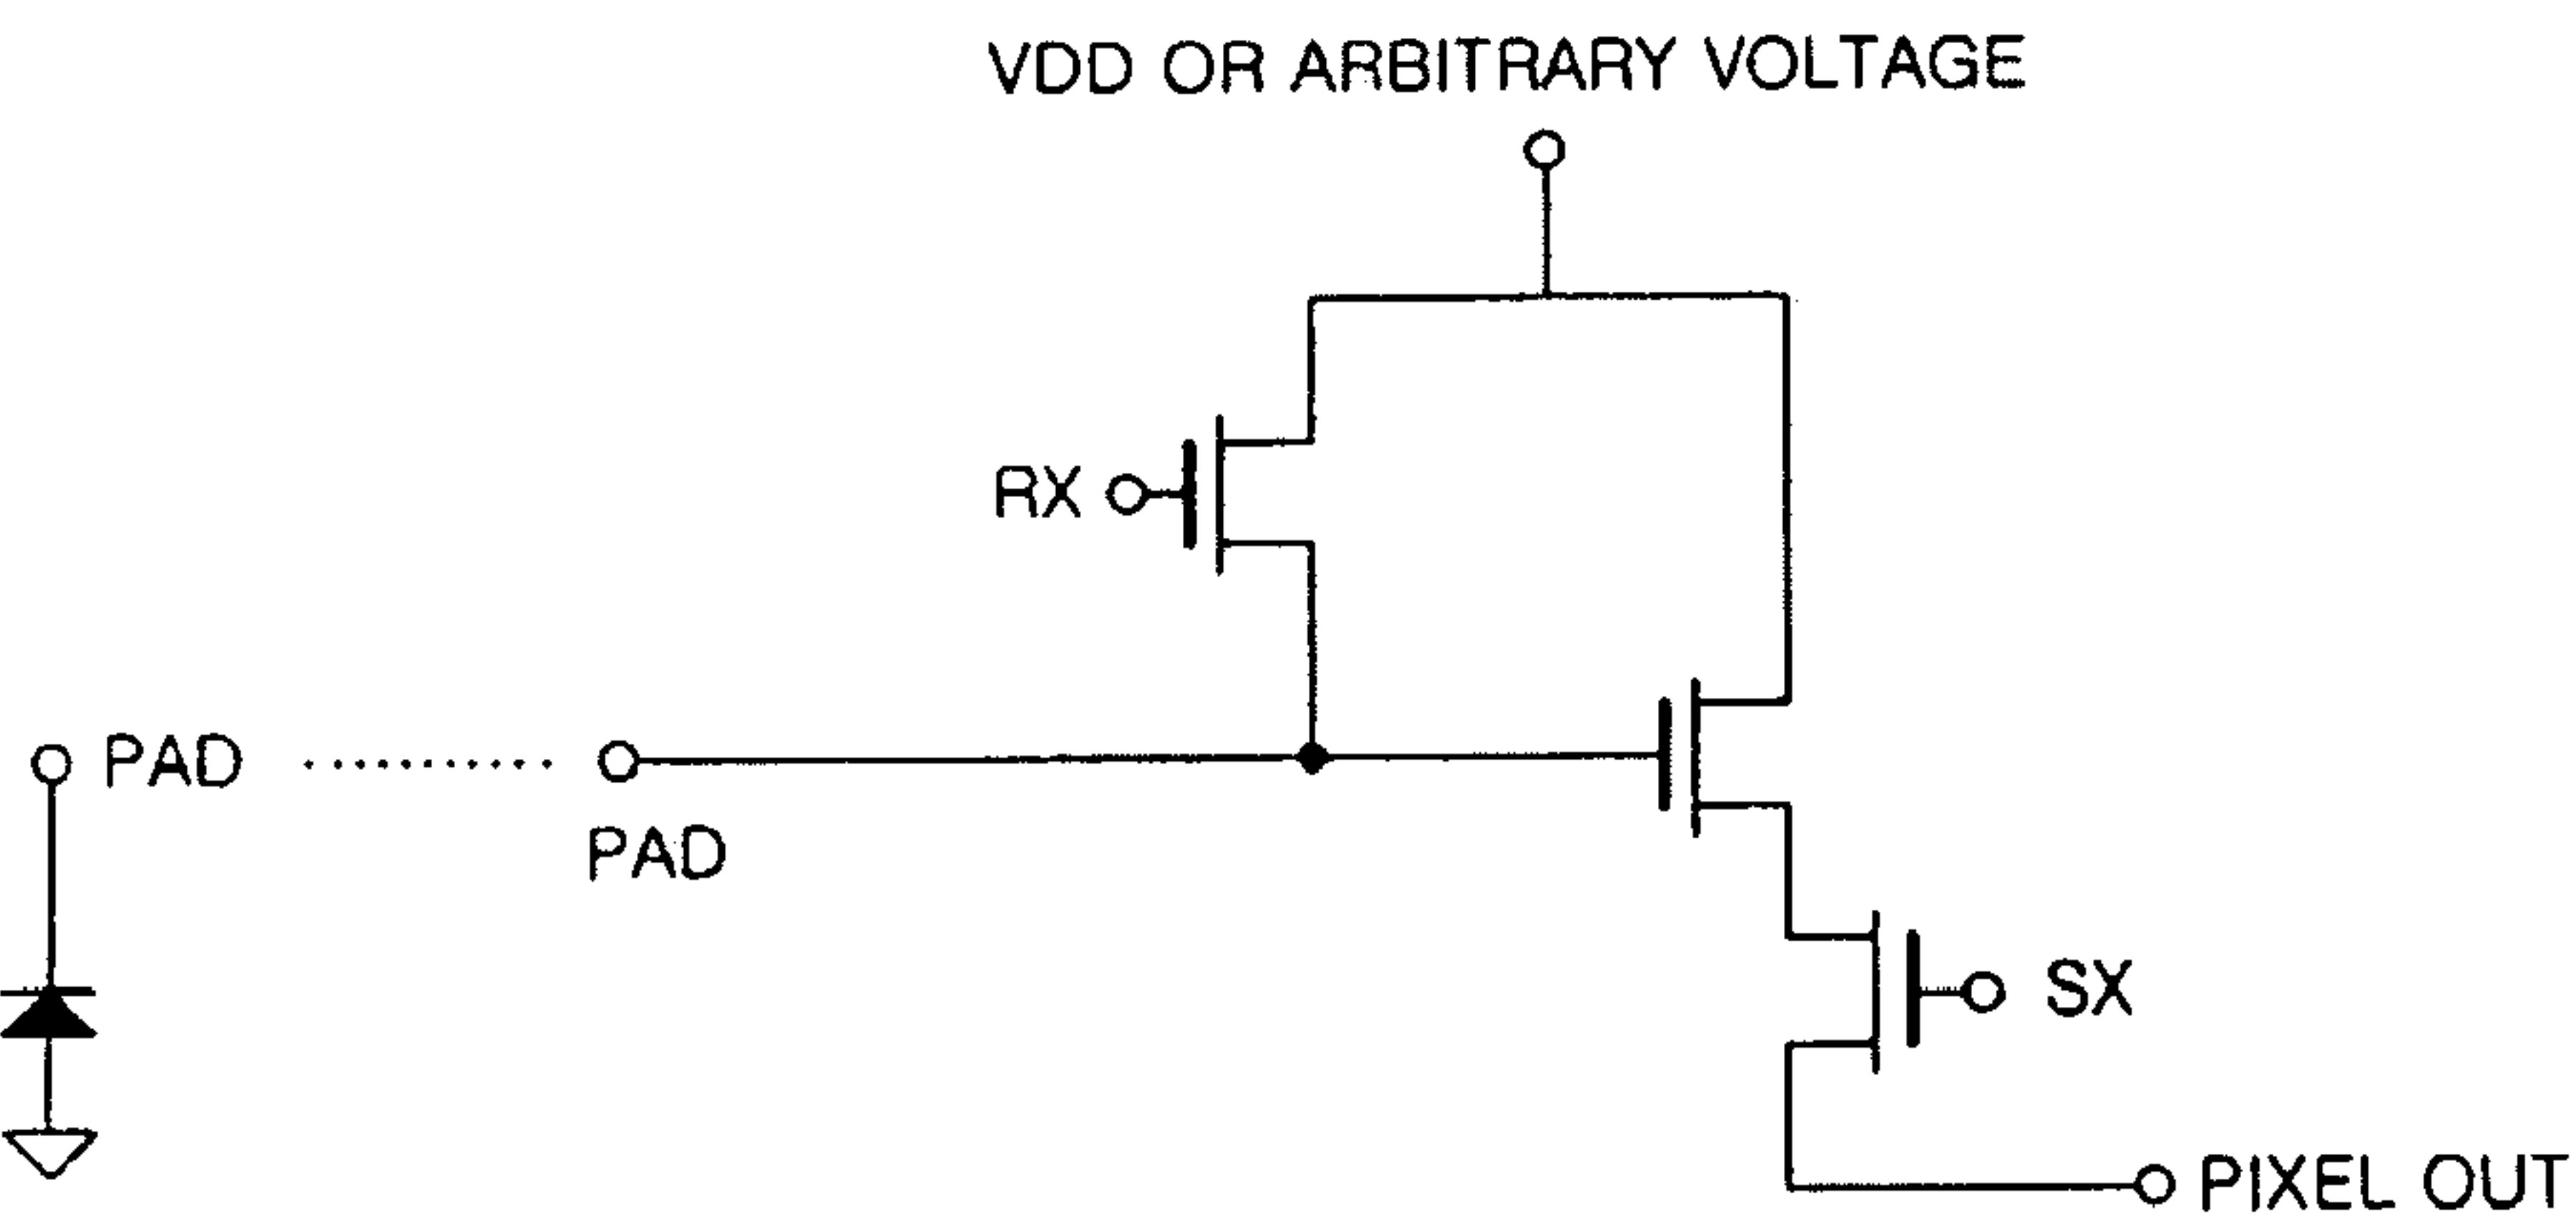 VDD OR ARBITRARY VOLTAGE
RX
PAD
PAD
SX
PIXEL OUT